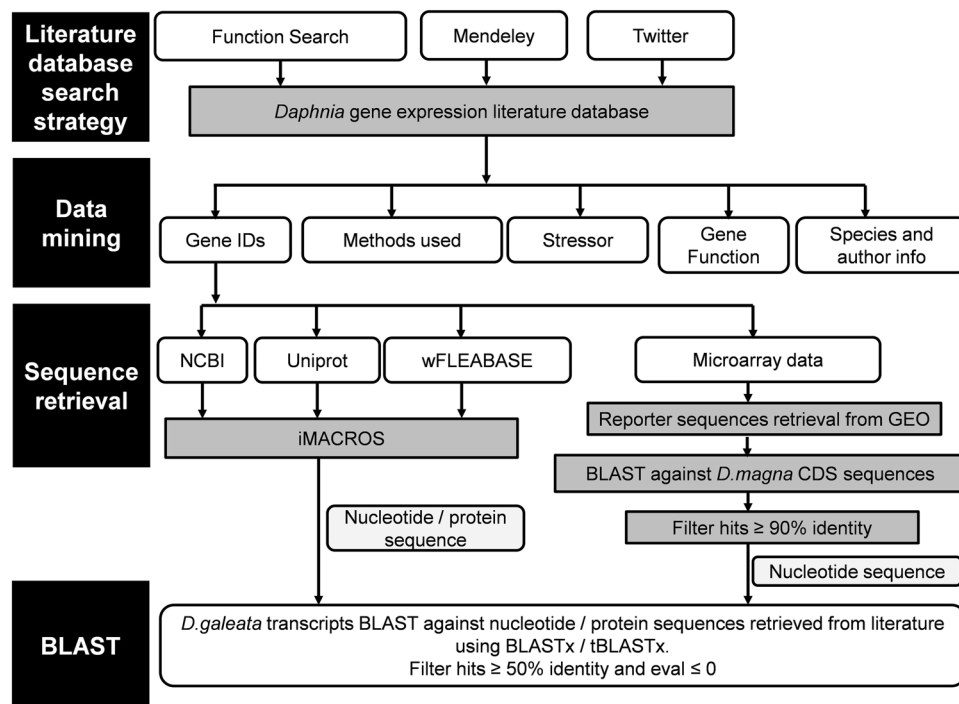 Literature
database
search
strategy
Function Search
Mendeley
Twitter
Daphnia gene expression literature database
Data
mining
Gene IDs
Methods used
Stressor
Gene
Function
Species and
author info
Sequence
retrieval
NCBI
Uniprot
wFLEABASE
Microarray data
iMACROS
Reporter sequences retrieval from GEO
BLAST against D.magna CDS sequences
Filter hits ≥ 90% identity
Nucleotide / protein
sequence
Nucleotide sequence
BLAST
D.galeata transcripts BLAST against nucleotide / protein sequences retrieved from literature
using BLASTx / tBLASTx.
Filter hits ≥ 50% identity and eval ≤ 0